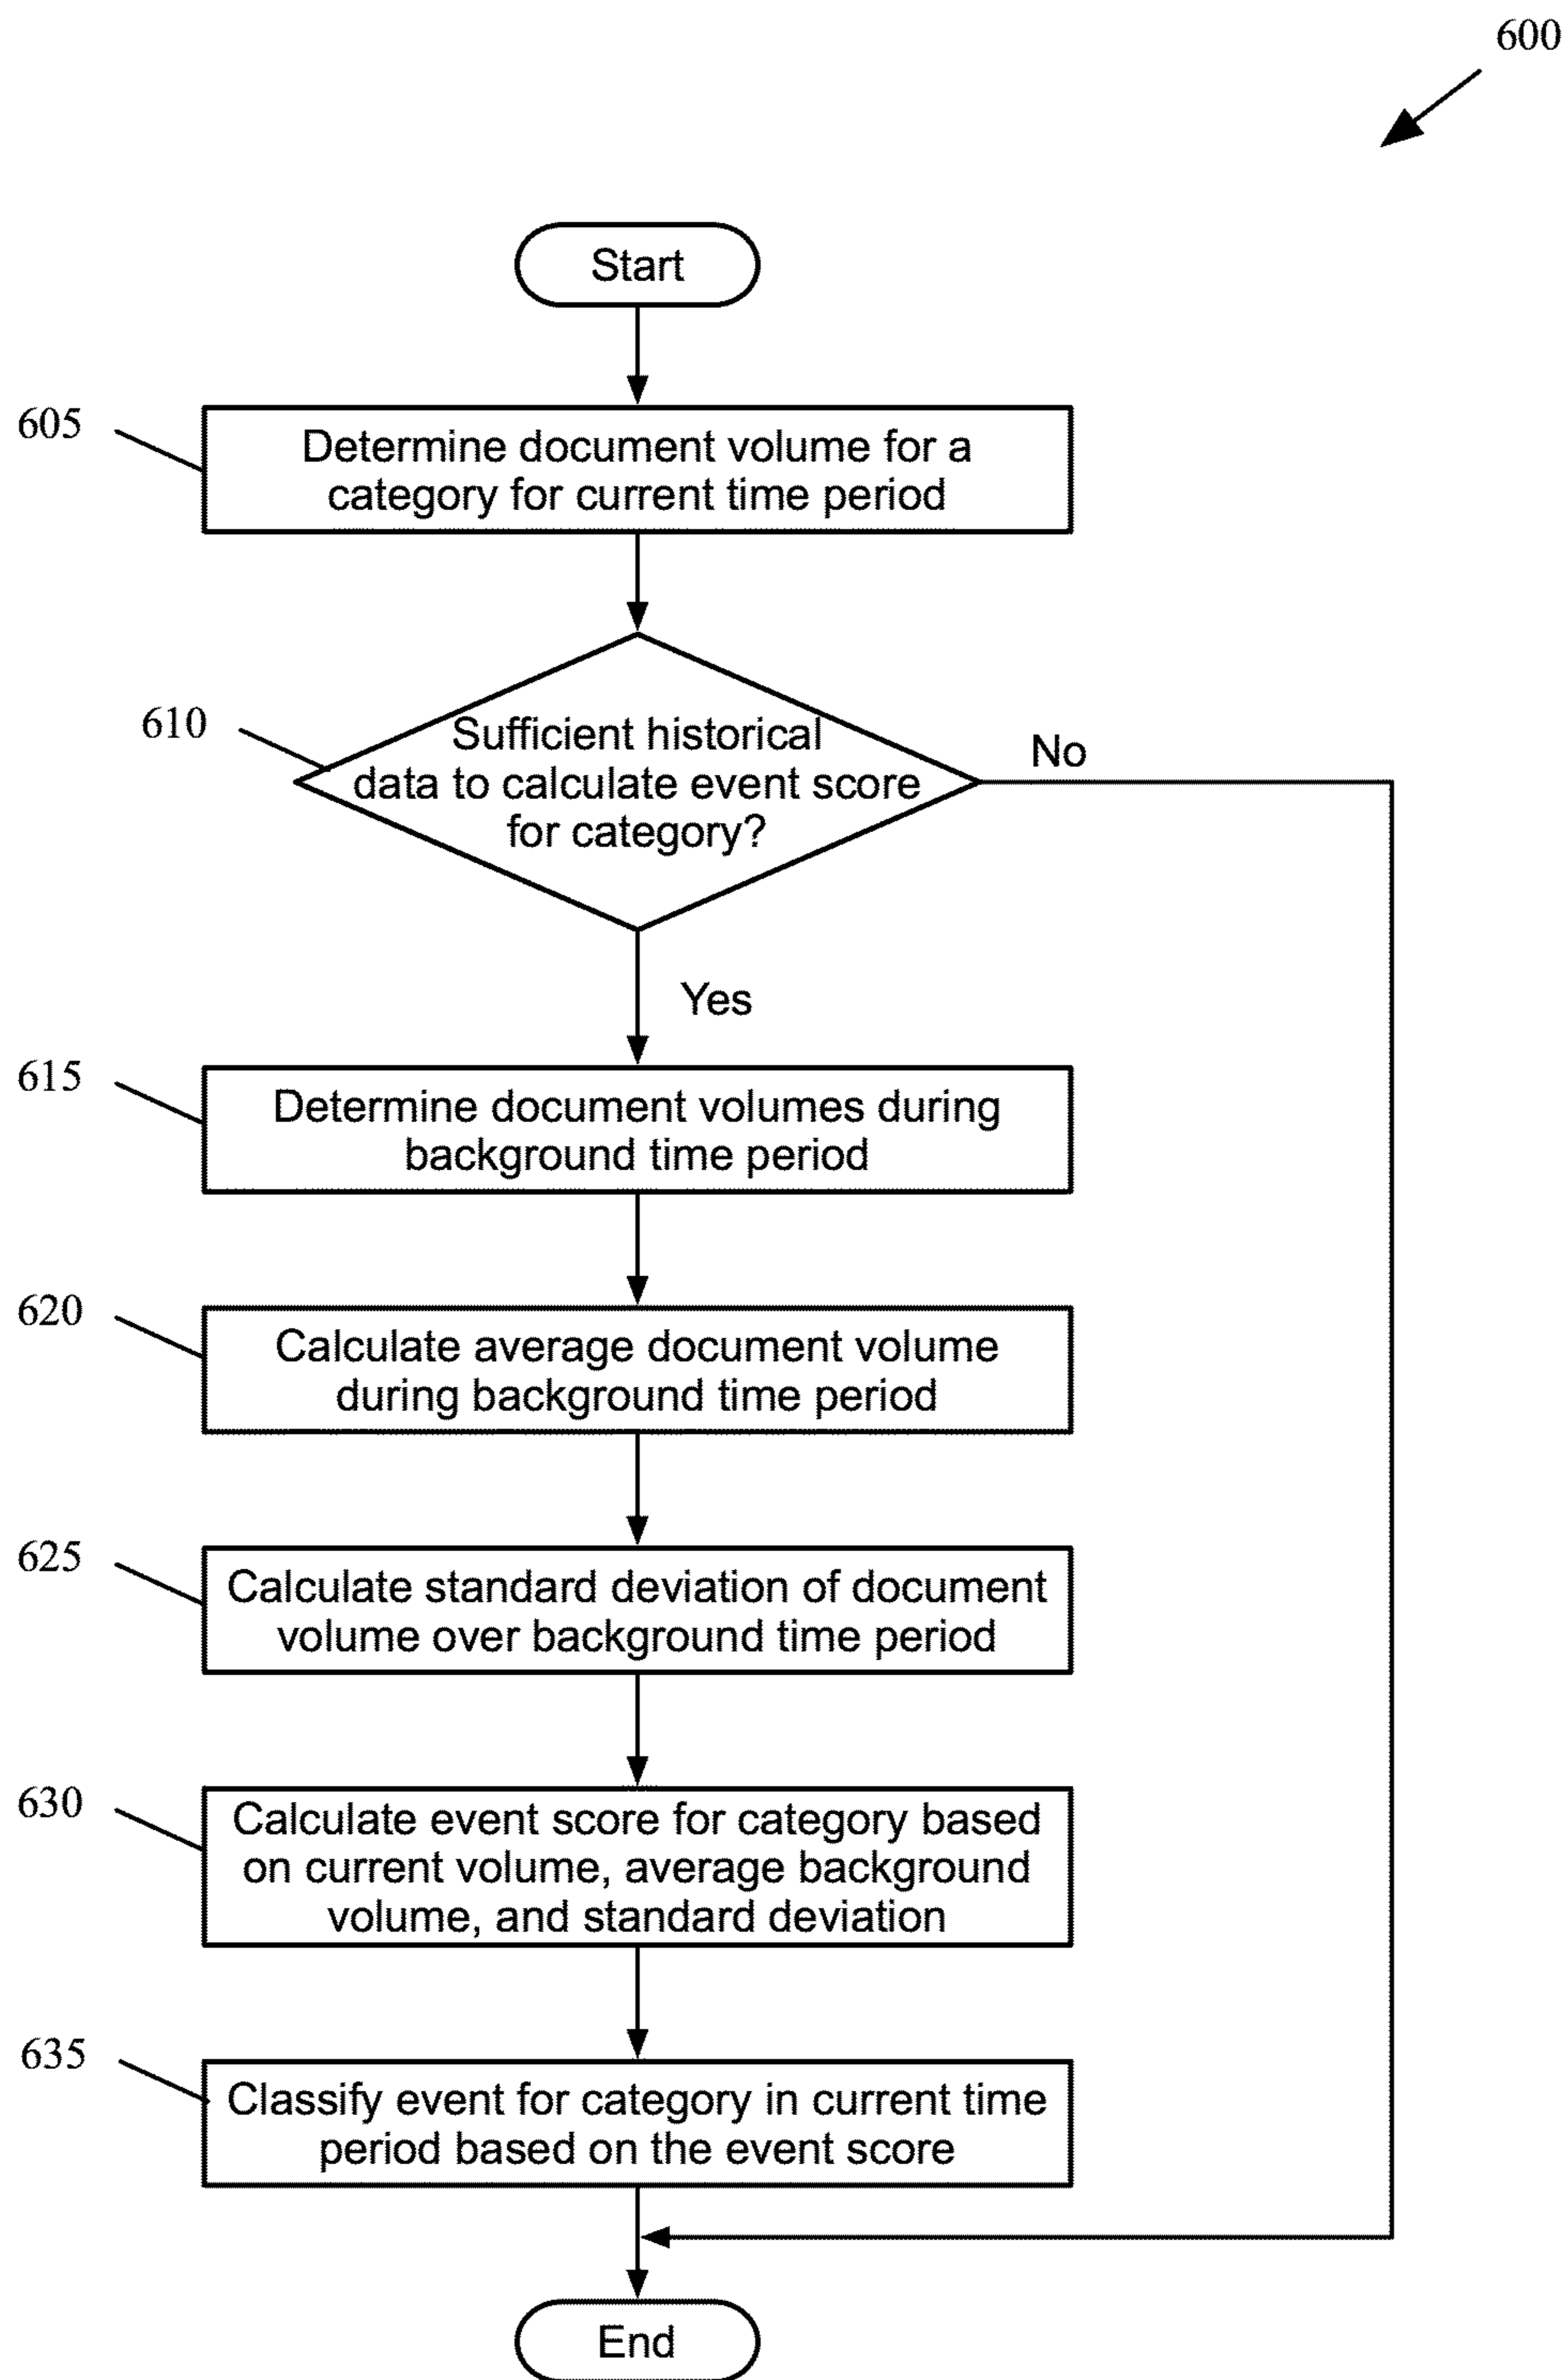 600
Start
605
Determine document volume for a
category for current time period
610
Sufficient historical
data to calculate event score
for category?
No
Yes
615
Determine document volumes during
background time period
620
Calculate average document volume
during background time period
625
Calculate standard deviation of document
volume over background time period
630
Calculate event score for category based
on current volume, average background
volume, and standard deviation
635
Classify event for category in current time
period based on the event score
End